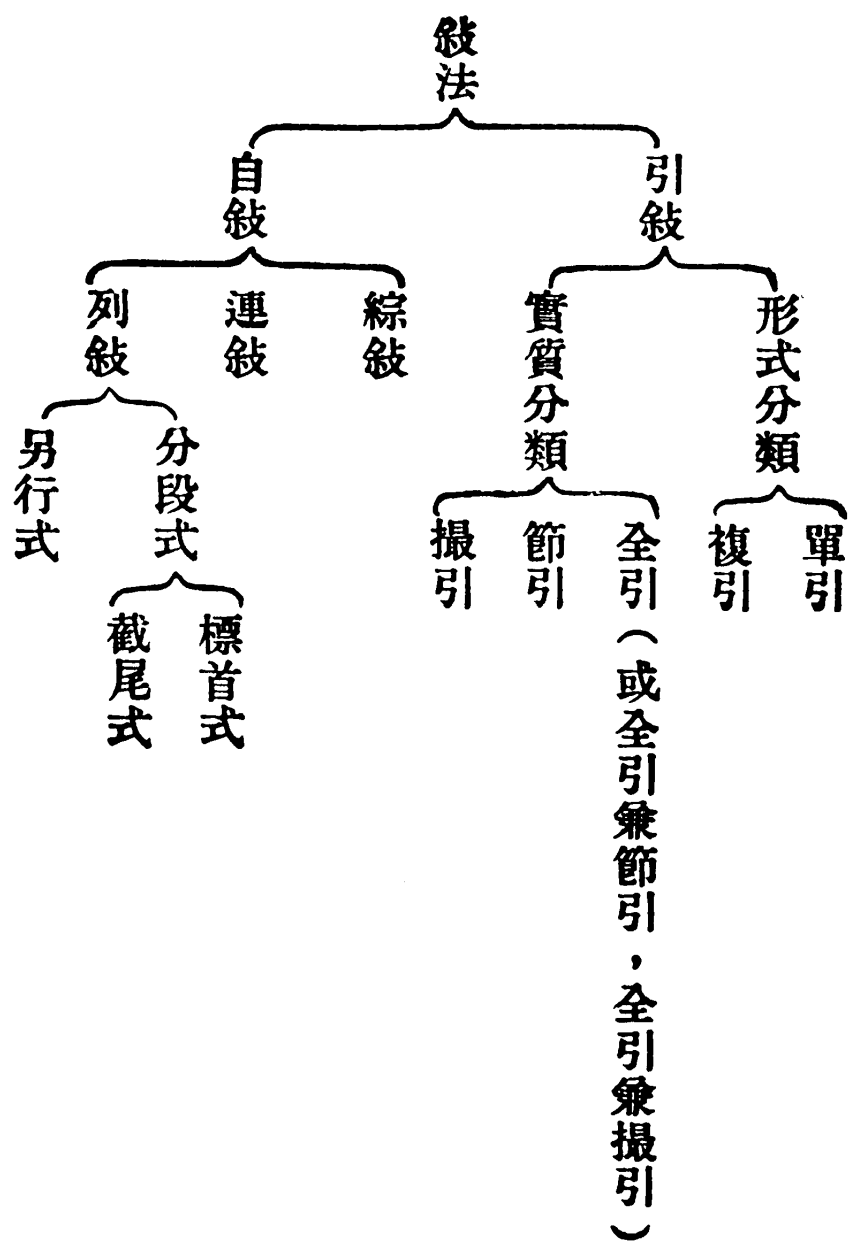 敍法
引敍
自敍
形式分類
實質分類
綜敍
連敍
列敍
單引
複引
全引（或全引兼節引，全引兼撮引）
節引
撮引
分段式
另行式
標首式
截尾式